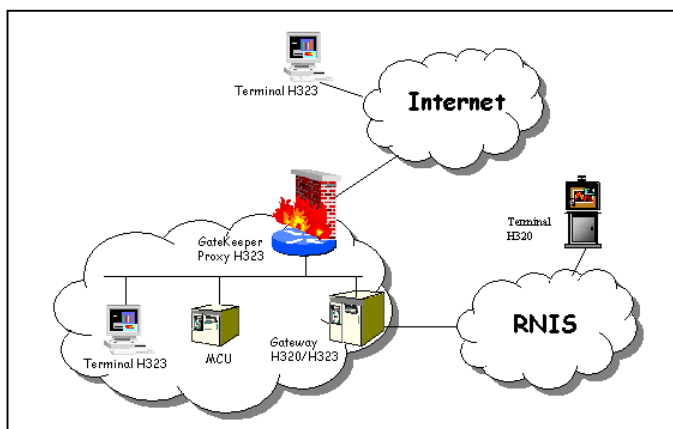 Terminal H323
Internet
Terminal
H320
GateKeeper
Proxy H323
RNIS
Terminal H323
MCU
Gateway
H320/H323